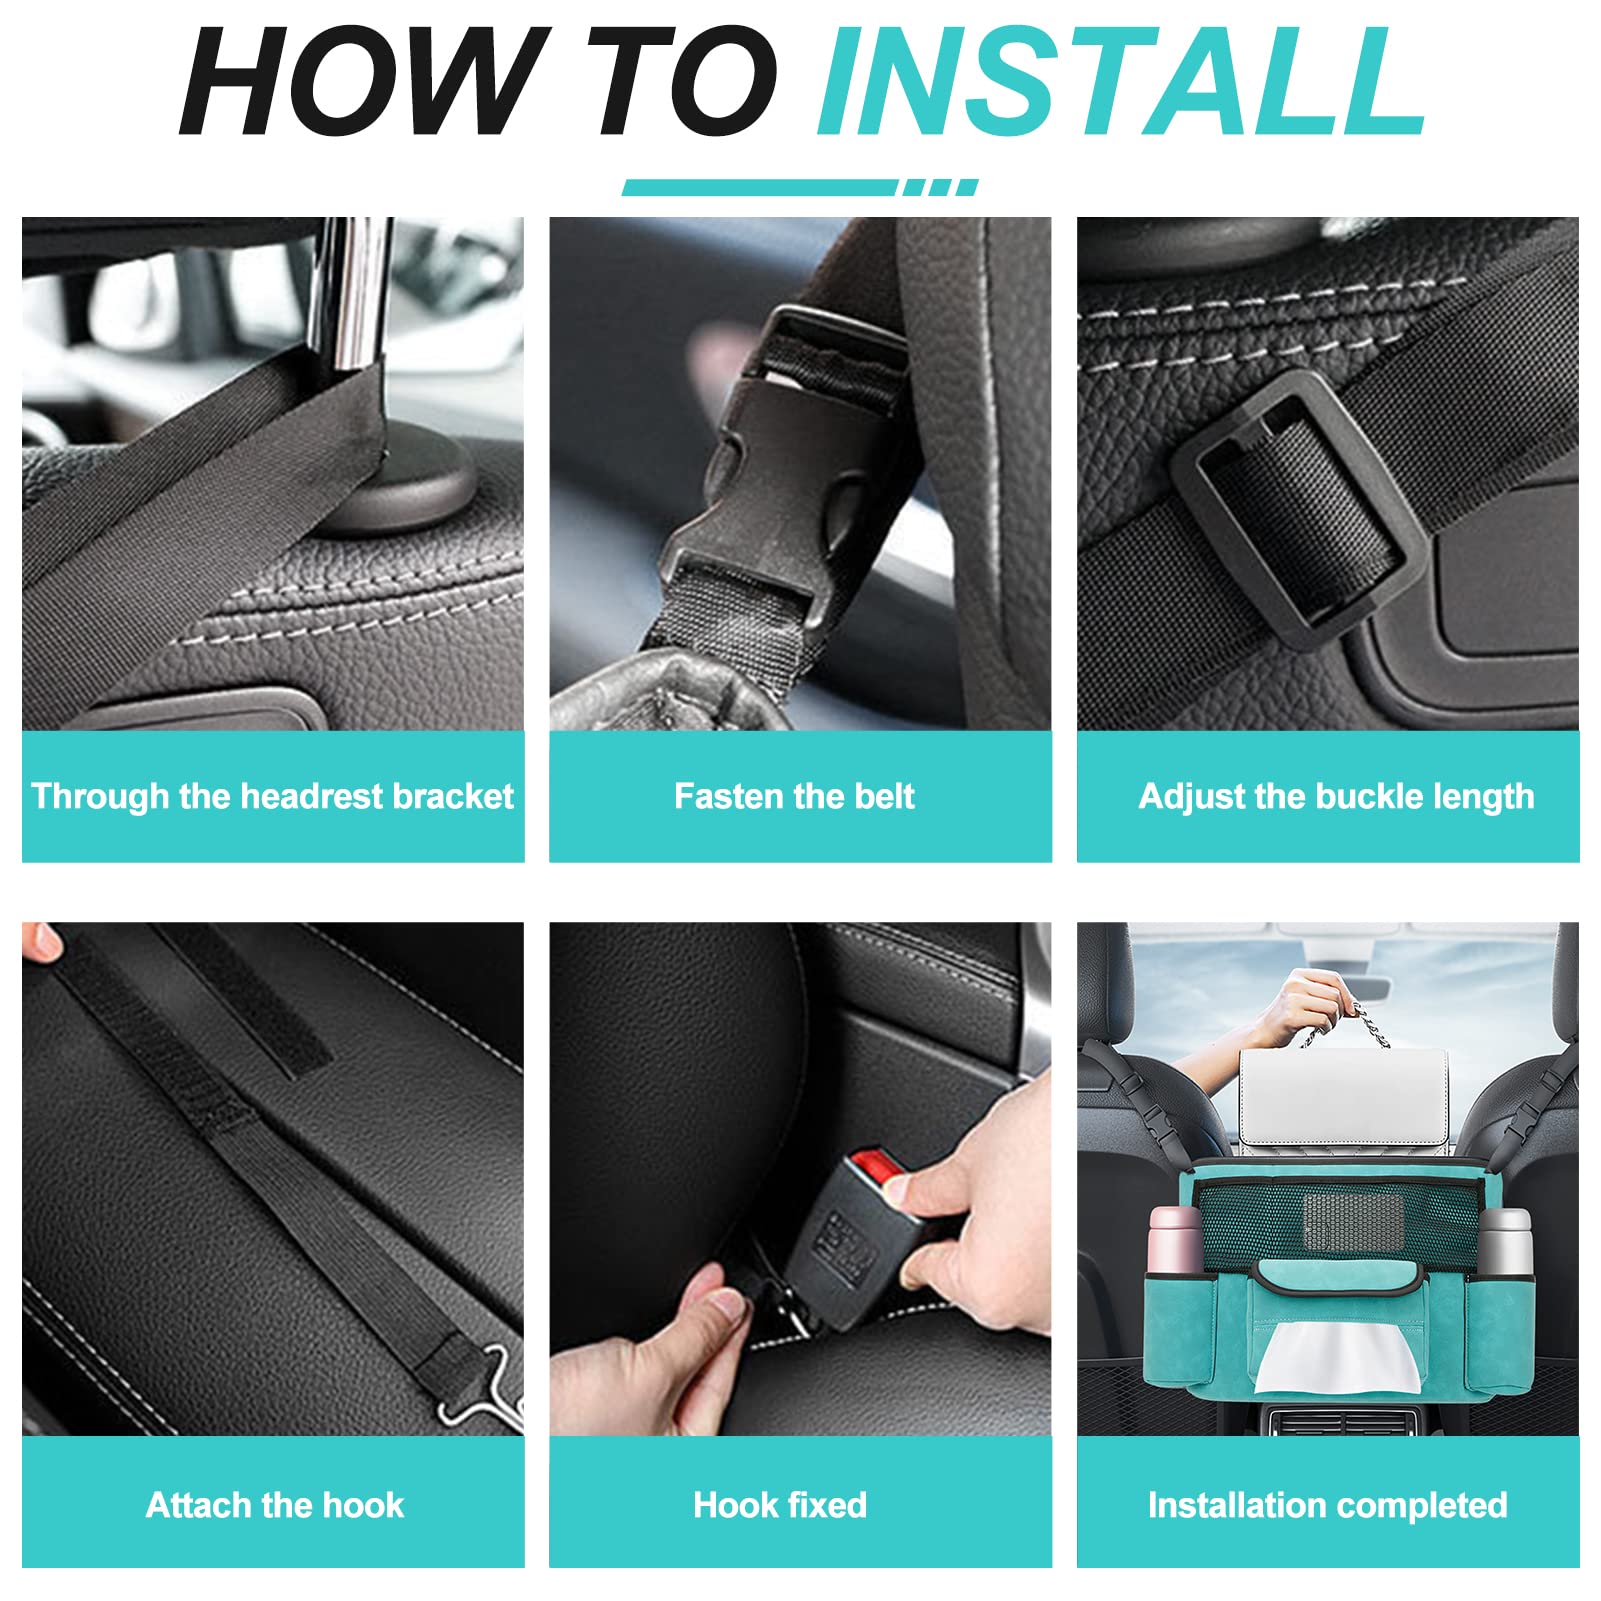 HOW TO INSTALL
Through the headrest bracket
Fasten the belt
Adjust the buckle length
Attach the hook
Hook fixed
Installation completed